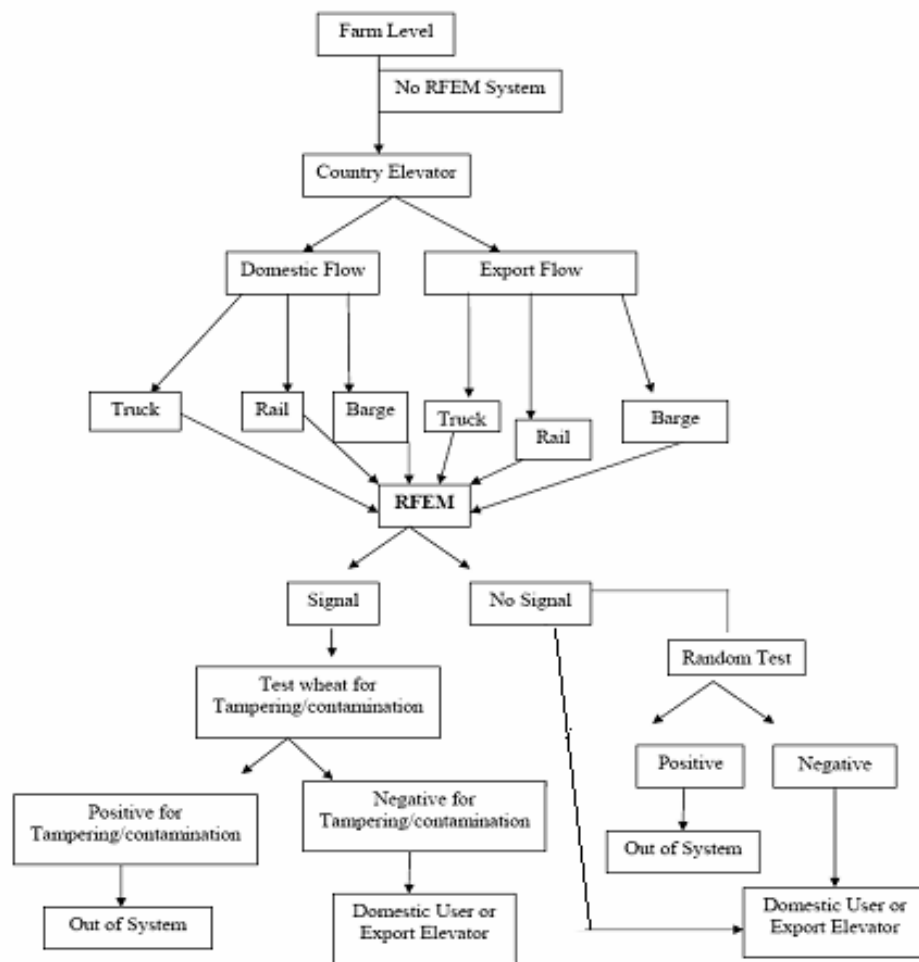 Farm Level
No RFEM System
Country Elevator
Domestic Flow
Export Flow
Truck
Rail
Barge
Truck
Rail
Barge
RFEM
Signal
No Signal
Random Test
Test wheat for
Tampering/contamination
Positive
Negative
Positive for
Tampering/contamination
Negative for
Tampering/contamination
Out of System
Out of System
Domestic User or
Export Elevator
Domestic User or
Export Elevator